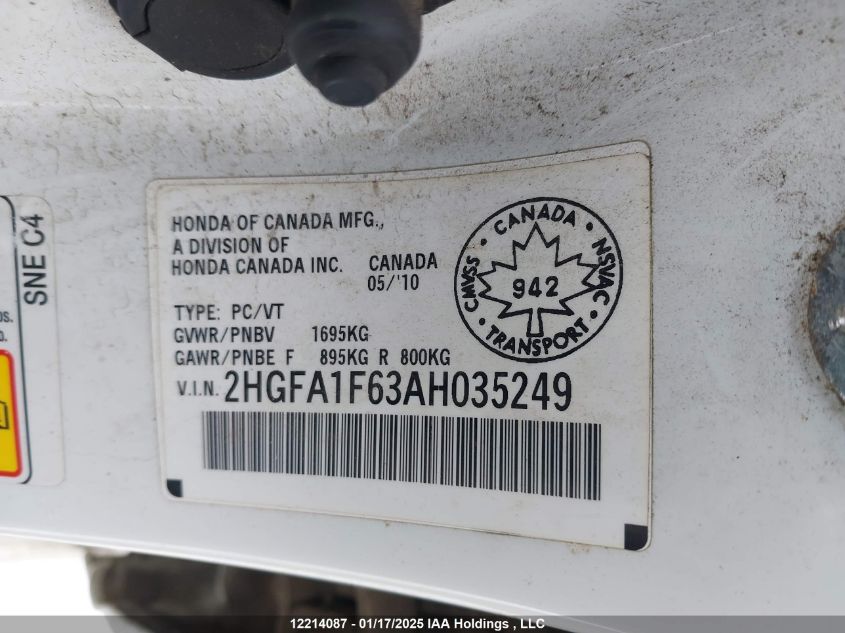 HONDA OF CANADA MFG.,
A DIVISION OF
HONDA CANADA INC. CANADA
05/'10
TYPE: PC/VT
GVWR/PNBV 1695KG
GAWR/PNBE F 895KG R 800KG
V.I.N. 2HGFA1F63AH035249
CANADA
CMVSS 942 NSVAC
TRANSPORT
SNE C4
12214087 - 01/17/2025 IAA Holdings , LLC